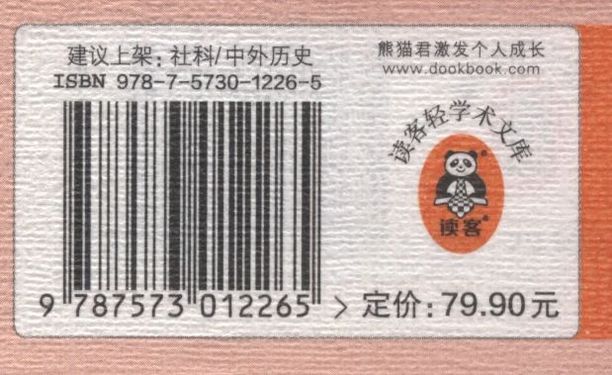 建议上架：社科/中外历史
ISBN 978-7-5730-1226-5
熊猫君激发个人成长
www.dookbook.com
读客轻学术文库
读客®
9 787573 012265 >
定价：79.90元